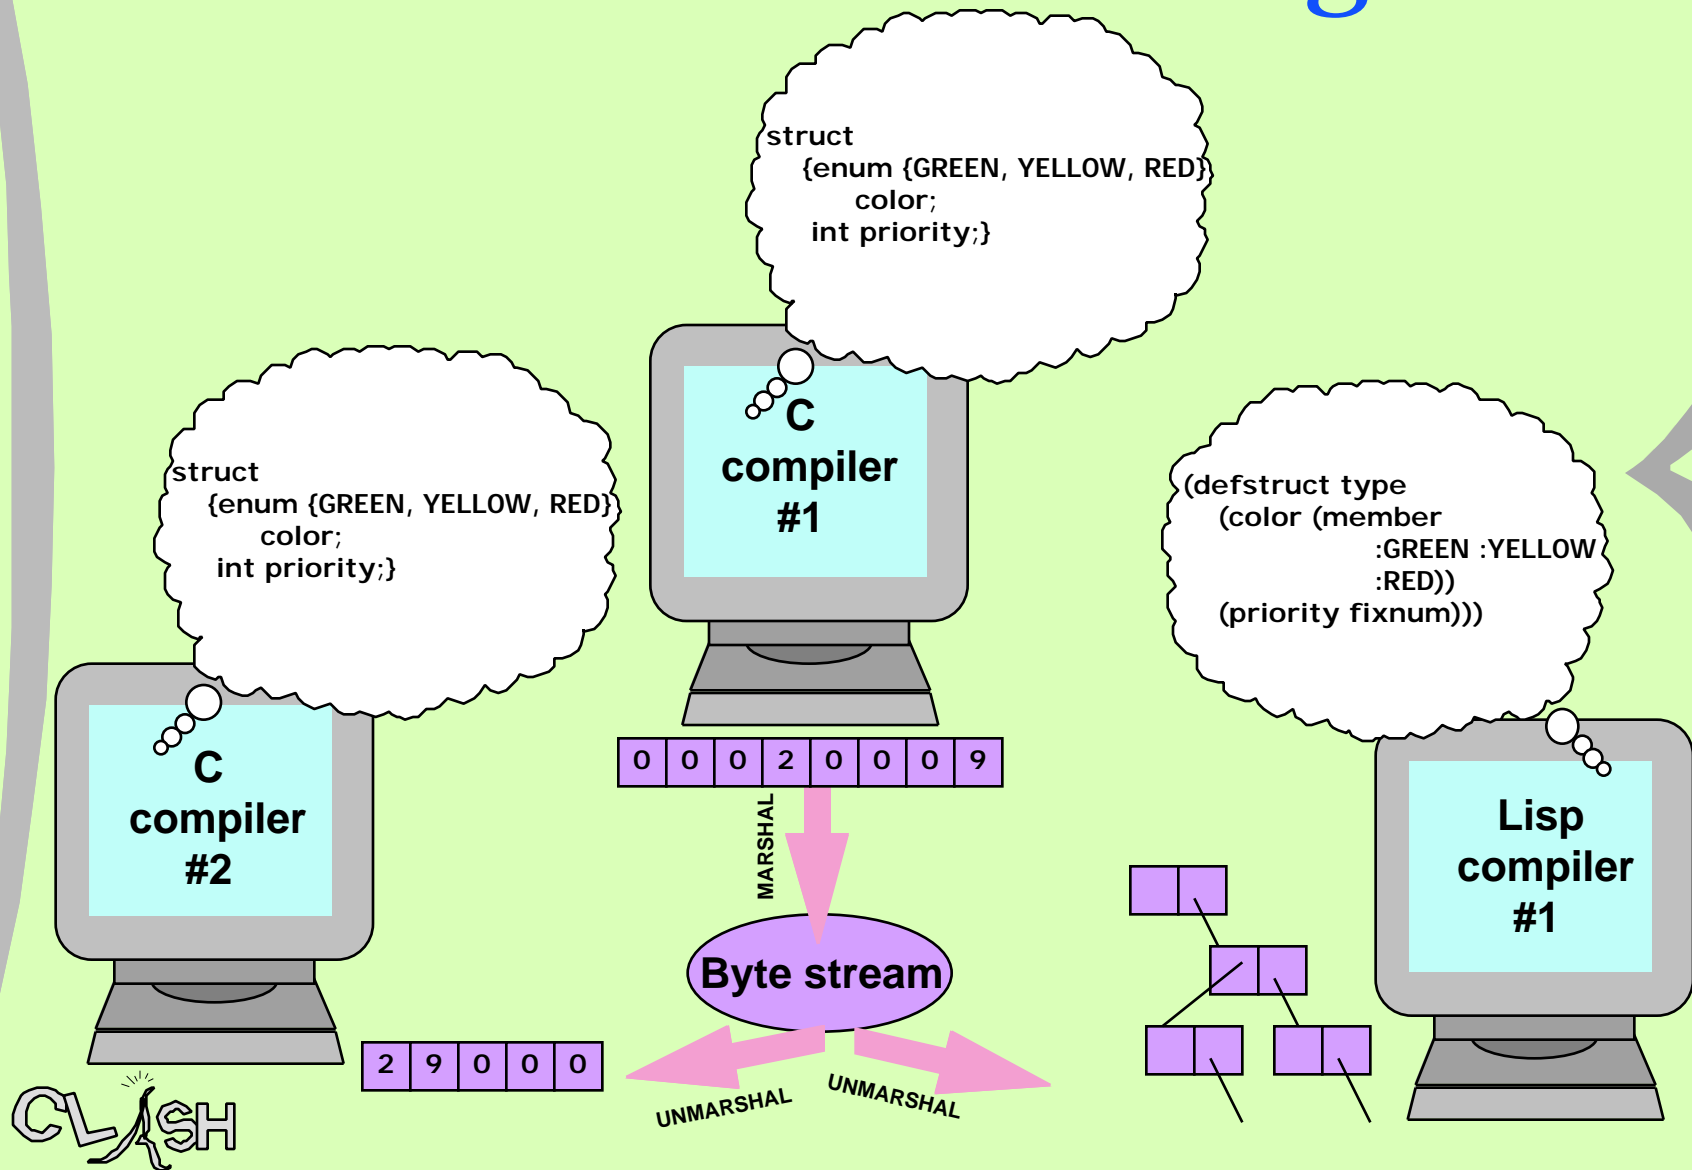 g
struct
{enum {GREEN, YELLOW, RED}
color;
int priority;}
C
compiler
#1
struct
{enum {GREEN, YELLOW, RED}
color;
int priority;}
C
compiler
#2
(defstruct type
(color (member
:GREEN :YELLOW
:RED))
(priority fixnum)))
Lisp
compiler
#1
0 0 0 2 0 0 0 9
MARSHAL
Byte stream
2 9 0 0 0
UNMARSHAL
UNMARSHAL
CLASH